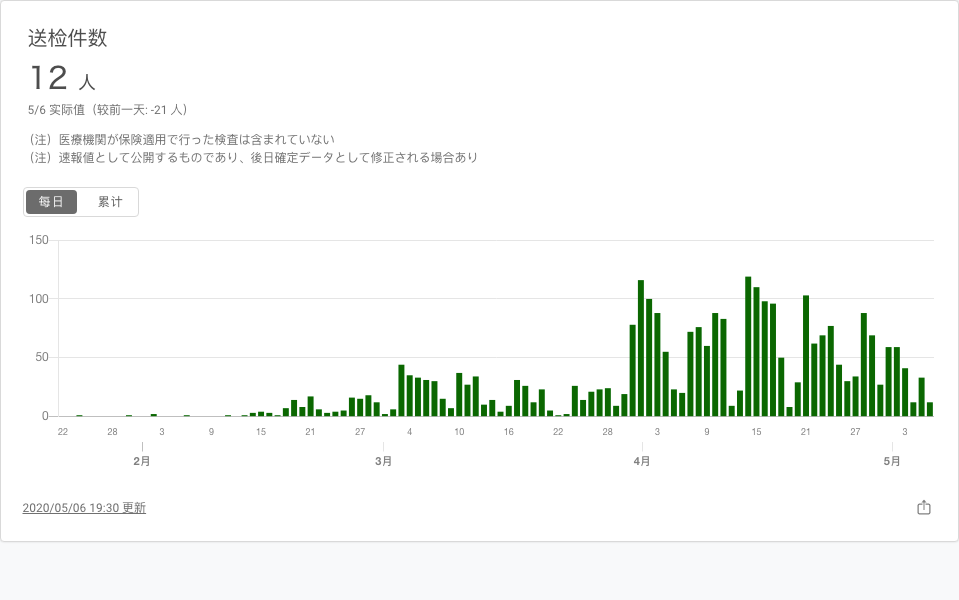 送检件数
12 人
5/6 实际值（较前一天: -21 人）
（注）医療機関が保険適用で行った検査は含まれていない
（注）速報値として公開するものであり、後日確定データとして修正される場合あり
每日 累计
150
100
50
0
22 28 3 9 15 21 27 4 10 16 22 28 3 9 15 21 27 3
2月 3月 4月 5月
2020/05/06 19:30 更新